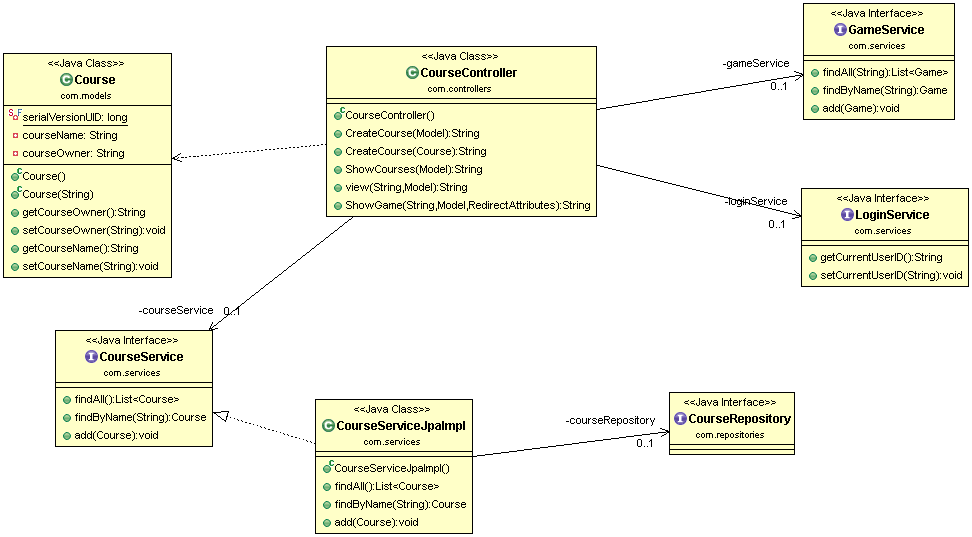 <<Java Class>>
Course
com.models
serialVersionUID: long
courseName: String
courseOwner: String
Course()
Course(String)
getCourseOwner():String
setCourseOwner(String):void
getCourseName():String
setCourseName(String):void
<<Java Class>>
CourseController
com.controllers
CourseController()
CreateCourse(Model):String
CreateCourse(Course):String
ShowCourses(Model):String
view(String,Model):String
ShowGame(String,Model,RedirectAttributes):String
-gameService
0..1
<<Java Interface>>
GameService
com.services
findAll(String):List<Game>
findByName(String):Game
add(Game):void
-loginService
0..1
<<Java Interface>>
LoginService
com.services
getCurrentUserID():String
setCurrentUserID(String):void
-courseService 0..1
<<Java Interface>>
CourseService
com.services
findAll():List<Course>
findByName(String):Course
add(Course):void
<<Java Class>>
CourseServiceJpaImpl
com.services
CourseServiceJpaImpl()
findAll():List<Course>
findByName(String):Course
add(Course):void
-courseRepository
0..1
<<Java Interface>>
CourseRepository
com.repositories